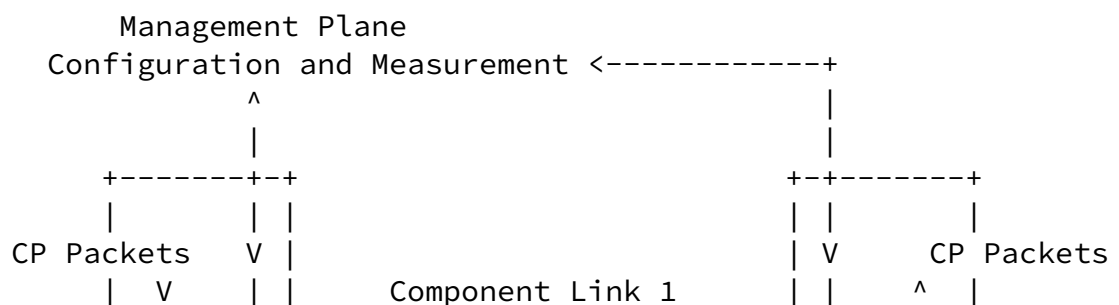 Management Plane
Configuration and Measurement <------------+
^ |
| |
+-------+-+ +-+-------+
| | | | | |
CP Packets V | | V CP Packets
| V | | Component Link 1 | | ^ |